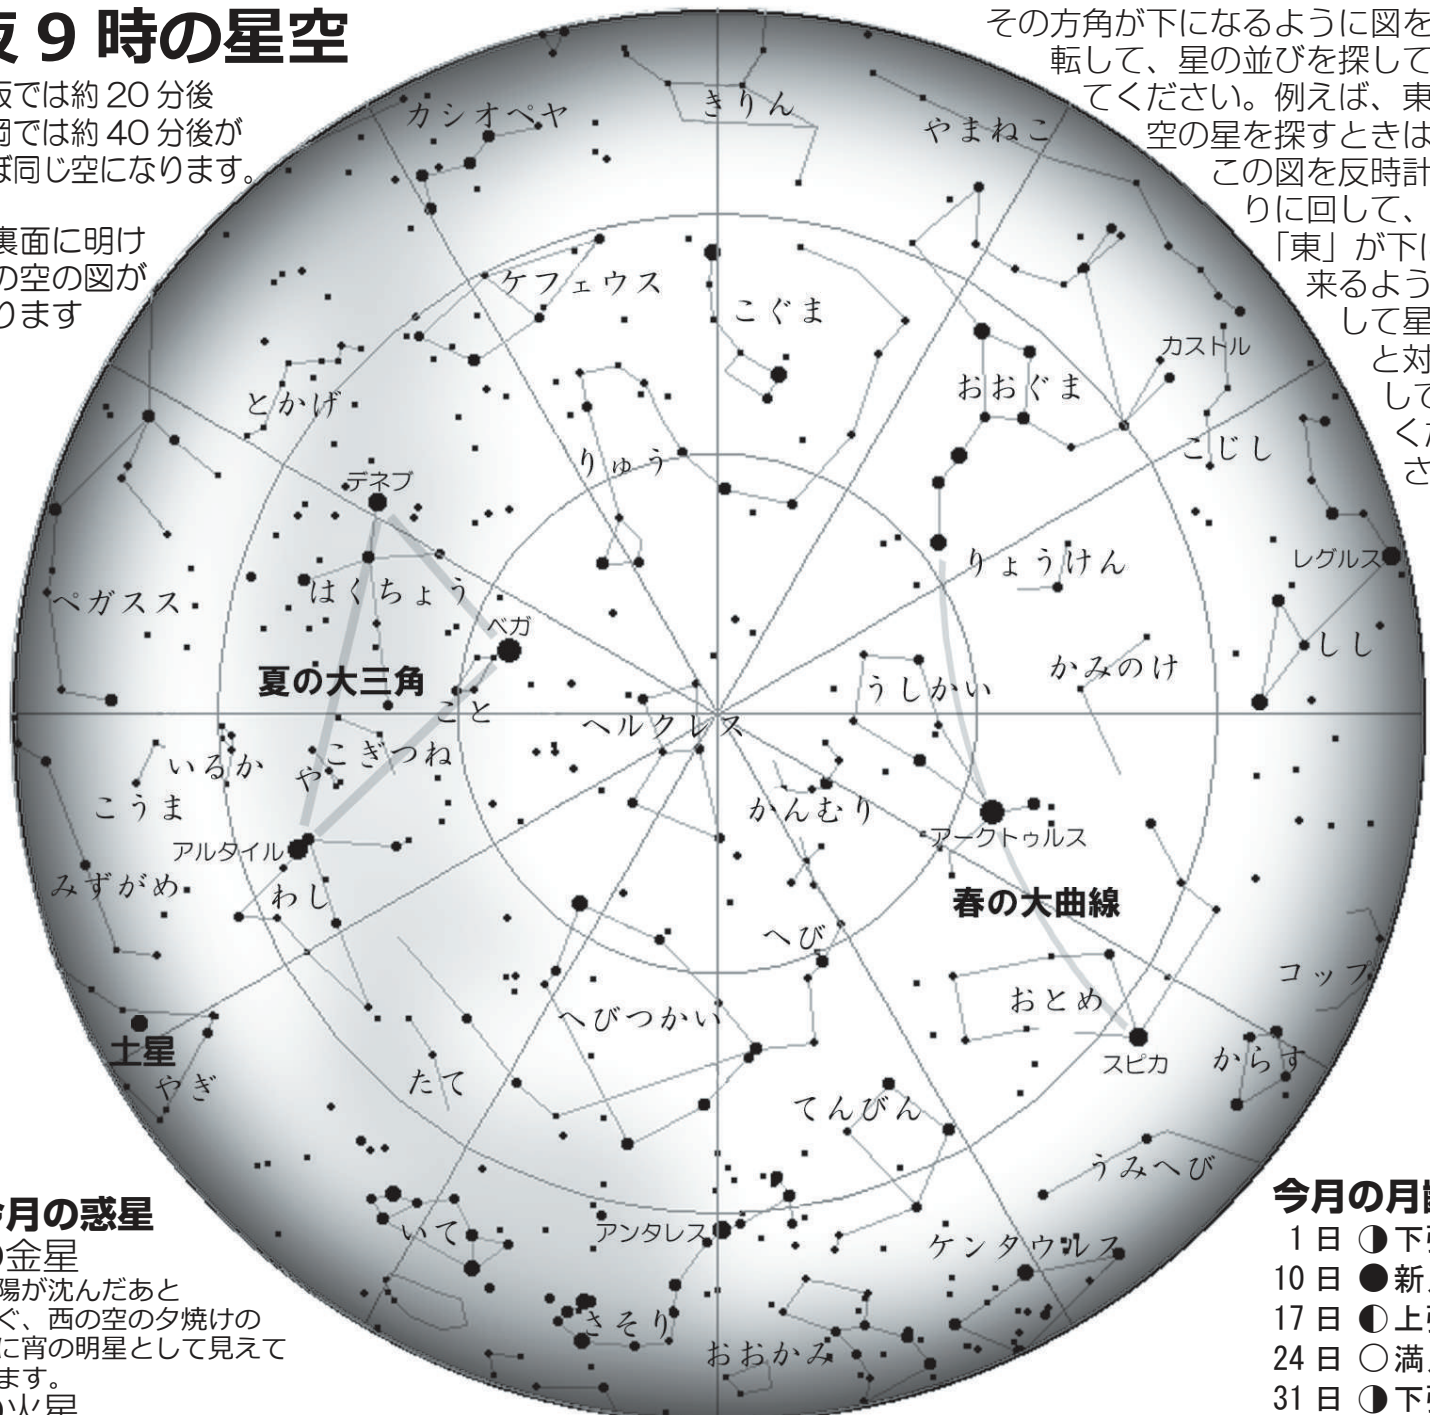 夜９時の星空
阪では約 20 分後
岡では約 40 分後が
ぼ同じ空になります。
裏面に明け
の空の図が
ります
その方角が下になるように図を
転して、星の並びを探して
てください。例えば、東
空の星を探すときは
この図を反時計
りに回して、
「東」が下に
来るよう
して星
と対
して
くだ
さ
カシオペヤ
きりん
やまねこ
ケフェウス
こぐま
カストル
おおぐま
とかげ
こじし
りゅう
デネブ
りょうけん
レグルス
はくちょう
ペガスス
ベガ
しし
かみのけ
うしかい
夏の大三角
こと
ヘルクレス
こぎつね
いるか
や
こうま
かんむり
アークトゥルス
アルタイル
みずがめ
わし
春の大曲線
へび
コップ
おとめ
へびつかい
土星
スピカ
からす
やぎ
たて
てんびん
うみへび
いて
アンタレス
ケンタウルス
さそり
おおかみ
今月の惑星
の金星
陽が沈んだあと
ぐ、西の空の夕焼けの
に宵の明星として見えて
ます。
の火星
今月の月齢
1 日 ◑下弦
10 日 ●新月
17 日 ◐上弦
24 日 ○満月
31 日 ◑下弦